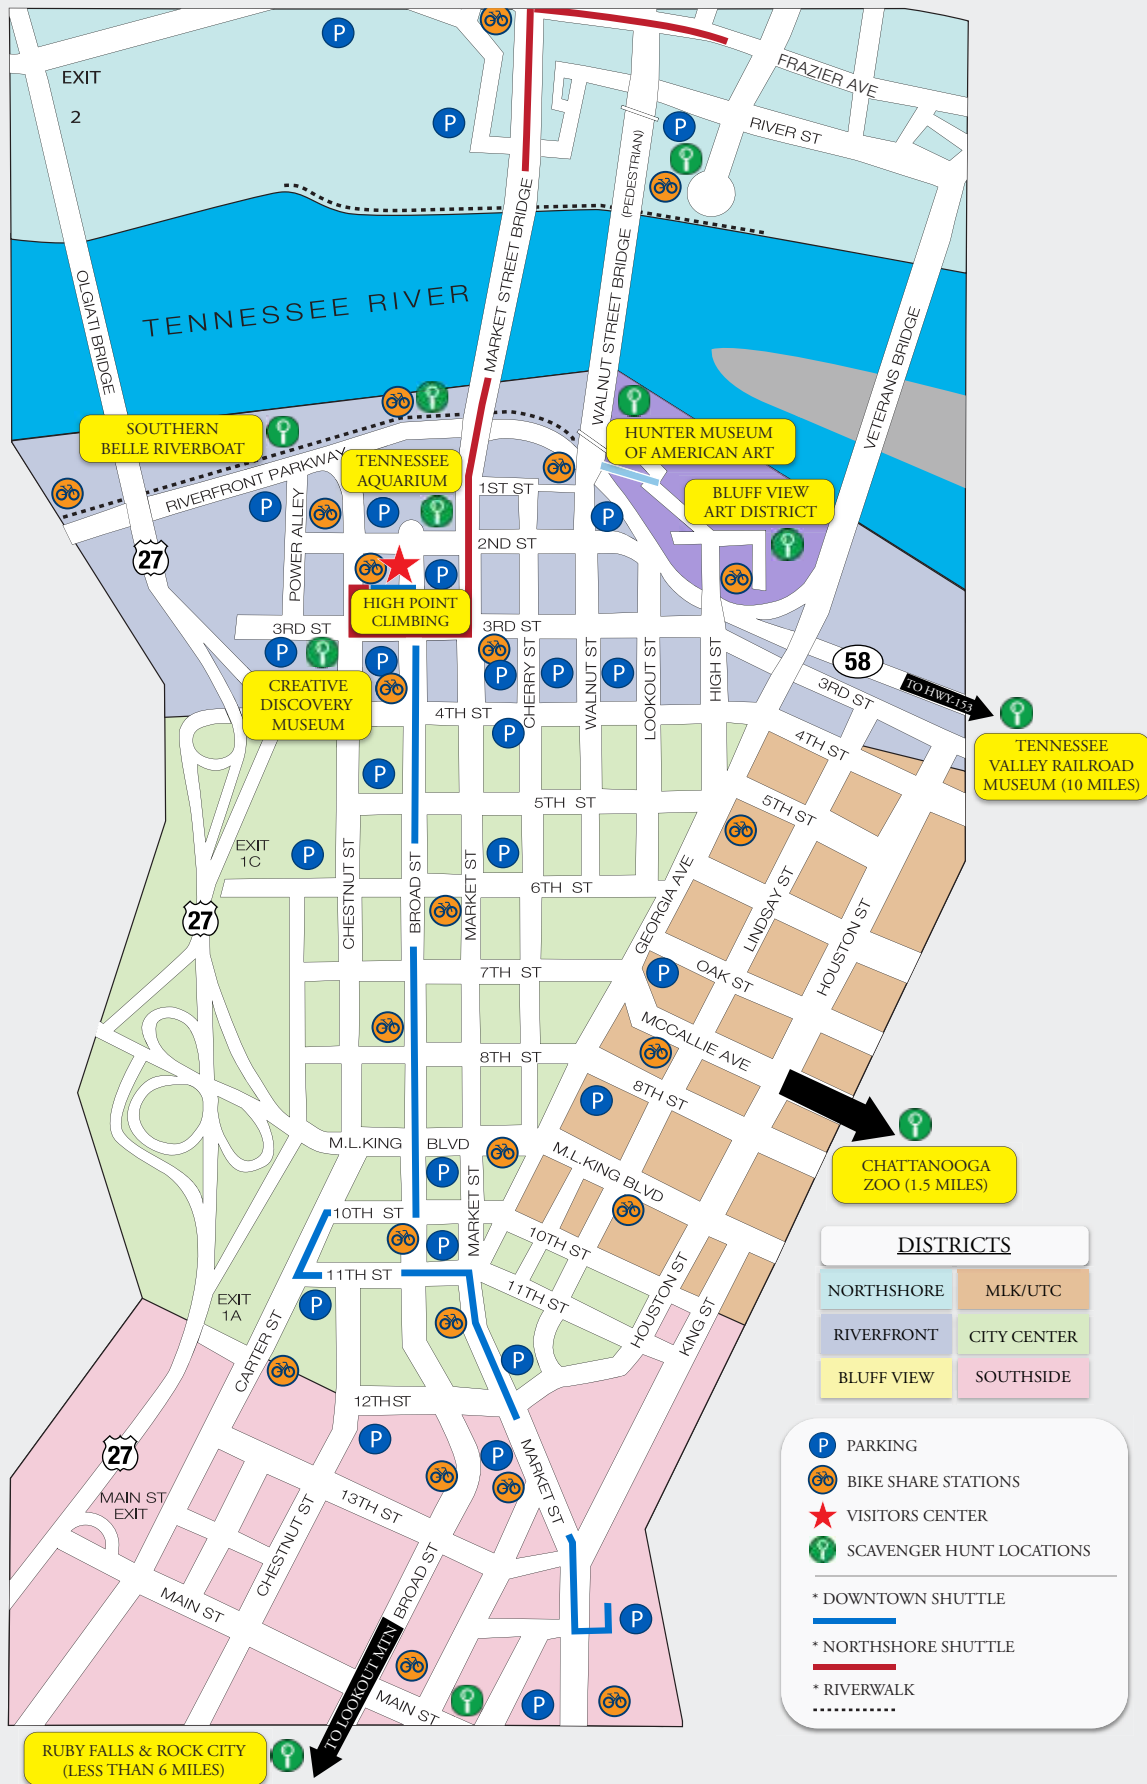 EXIT
2
FRAZIER AVE
RIVER ST
P
P
P
MARKET STREET BRIDGE
WALNUT STREET BRIDGE (PEDESTRIAN)
OLGIATI BRIDGE
TENNESSEE RIVER
VETERANS BRIDGE
SOUTHERN
BELLE RIVERBOAT
HUNTER MUSEUM
OF AMERICAN ART
TENNESSEE
AQUARIUM
BLUFF VIEW
ART DISTRICT
RIVERFRONT PARKWAY
1ST ST
P
P
P
POWER ALLEY
2ND ST
27
P
HIGH POINT
CLIMBING
3RD ST
3RD ST
P
P
P
P
P
CHERRY ST
WALNUT ST
LOOKOUT ST
HIGH ST
58
TO HWY-153
3RD ST
CREATIVE
DISCOVERY
MUSEUM
4TH ST
P
4TH ST
TENNESSEE
VALLEY RAILROAD
MUSEUM (10 MILES)
P
5TH ST
5TH ST
EXIT
1C
P
P
CHESTNUT ST
BROAD ST
MARKET ST
6TH ST
GEORGIA AVE
LINDSAY ST
HOUSTON ST
27
7TH ST
P
OAK ST
MCCALLIE AVE
8TH ST
8TH ST
P
M.L.KING BLVD
M.L.KING BLVD
P
CHATTANOOGA
ZOO (1.5 MILES)
10TH ST
MARKET ST
P
10TH ST
11TH ST
11TH ST
HOUSTON ST
KING ST
EXIT
1A
P
CARTER ST
P
12TH ST
P
P
MARKET ST
27
MAIN ST
EXIT
13TH ST
CHESTNUT ST
BROAD ST
MAIN ST
P
TO LOOKOUT MTN
MAIN ST
P
RUBY FALLS & ROCK CITY
(LESS THAN 6 MILES)
DISTRICTS
NORTHSHORE
MLK/UTC
RIVERFRONT
CITY CENTER
BLUFF VIEW
SOUTHSIDE
P PARKING
BIKE SHARE STATIONS
VISITORS CENTER
SCAVENGER HUNT LOCATIONS
* DOWNTOWN SHUTTLE
* NORTHSHORE SHUTTLE
* RIVERWALK